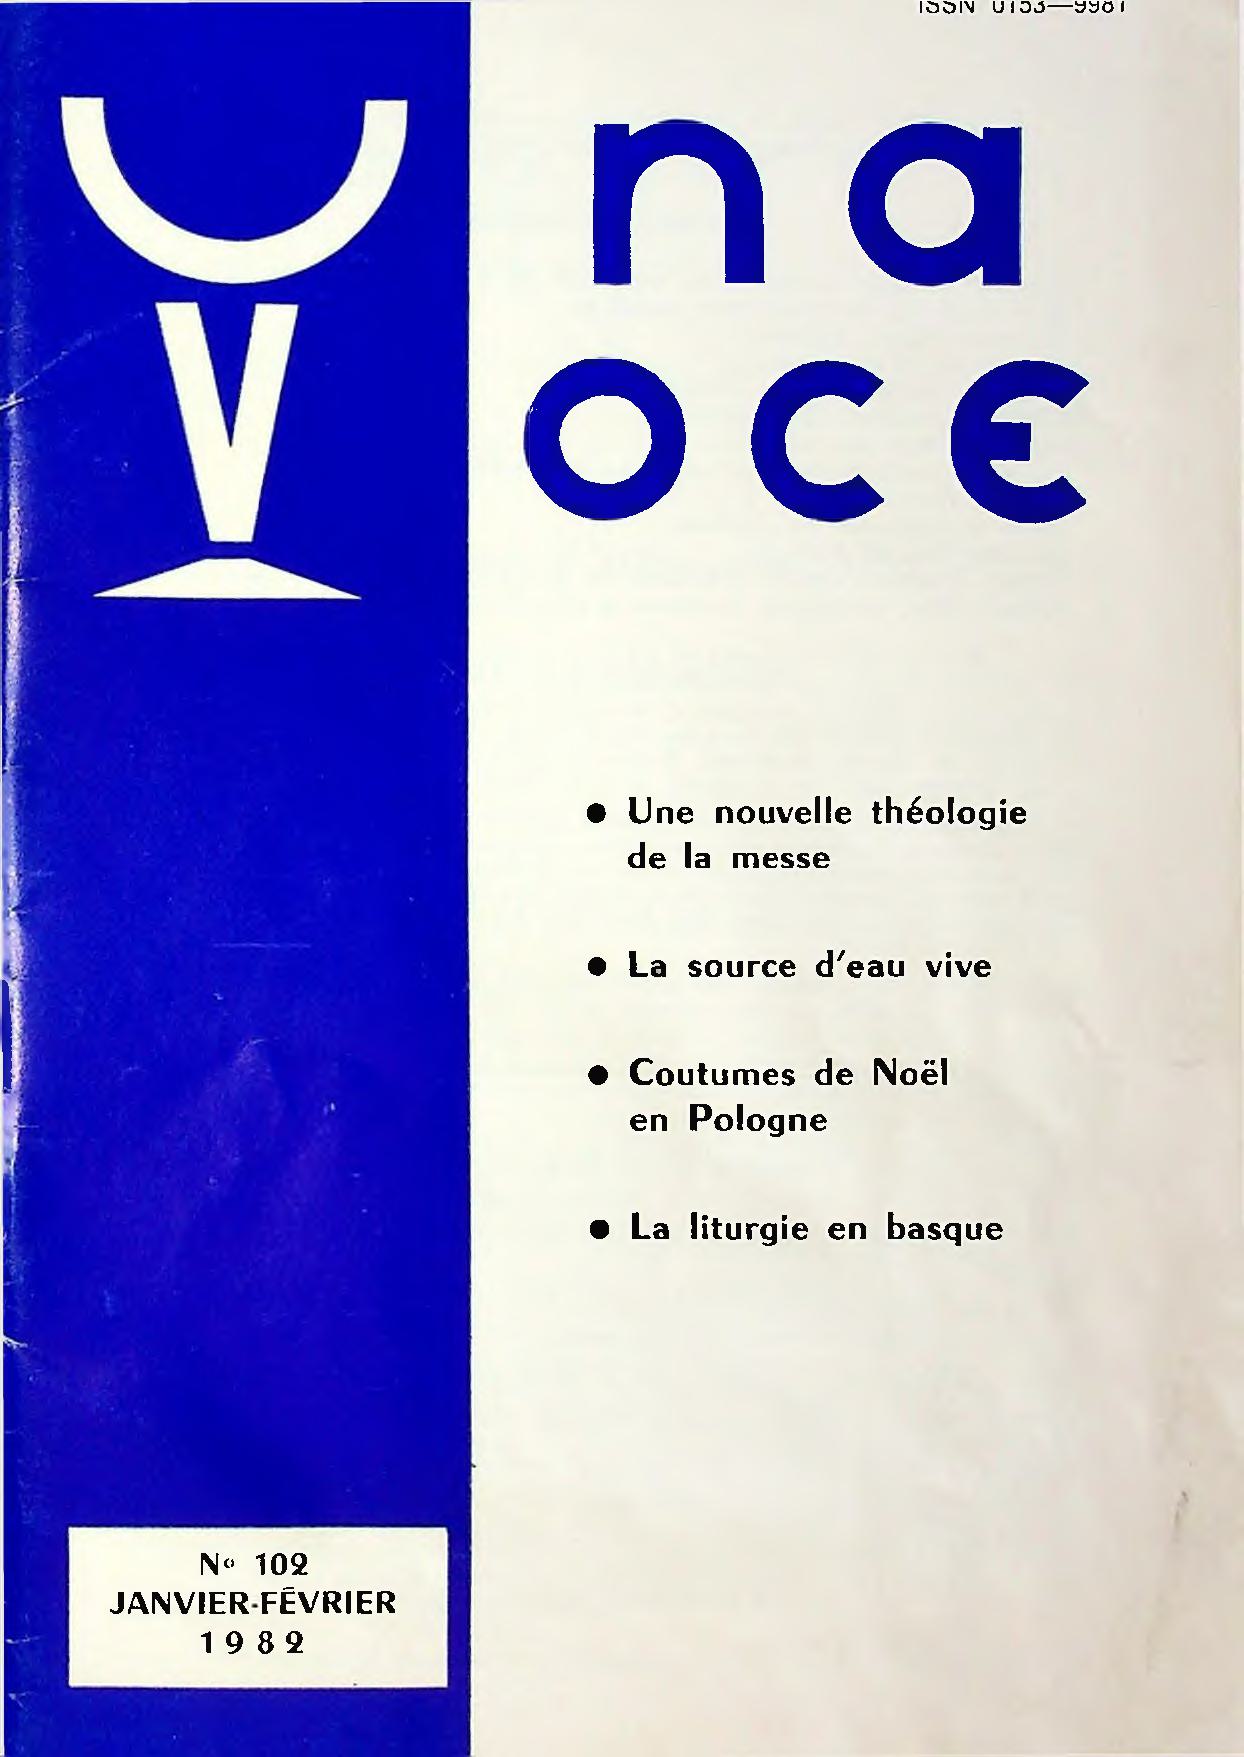 ISSN 0153—9981
Una
Voce
● Une nouvelle théologie
de la messe
● La source d'eau vive
● Coutumes de Noël
en Pologne
● La liturgie en basque
Nº 102
JANVIER-FÉVRIER
1982